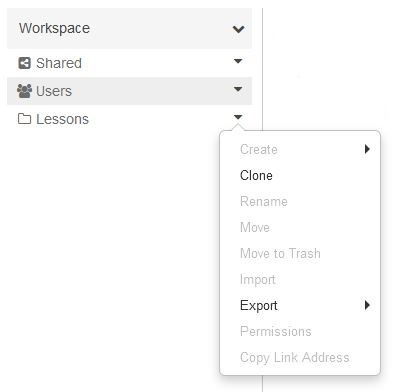 Workspace
Shared
Users
Lessons
Create
Clone
Rename
Move
Move to Trash
Import
Export
Permissions
Copy Link Address